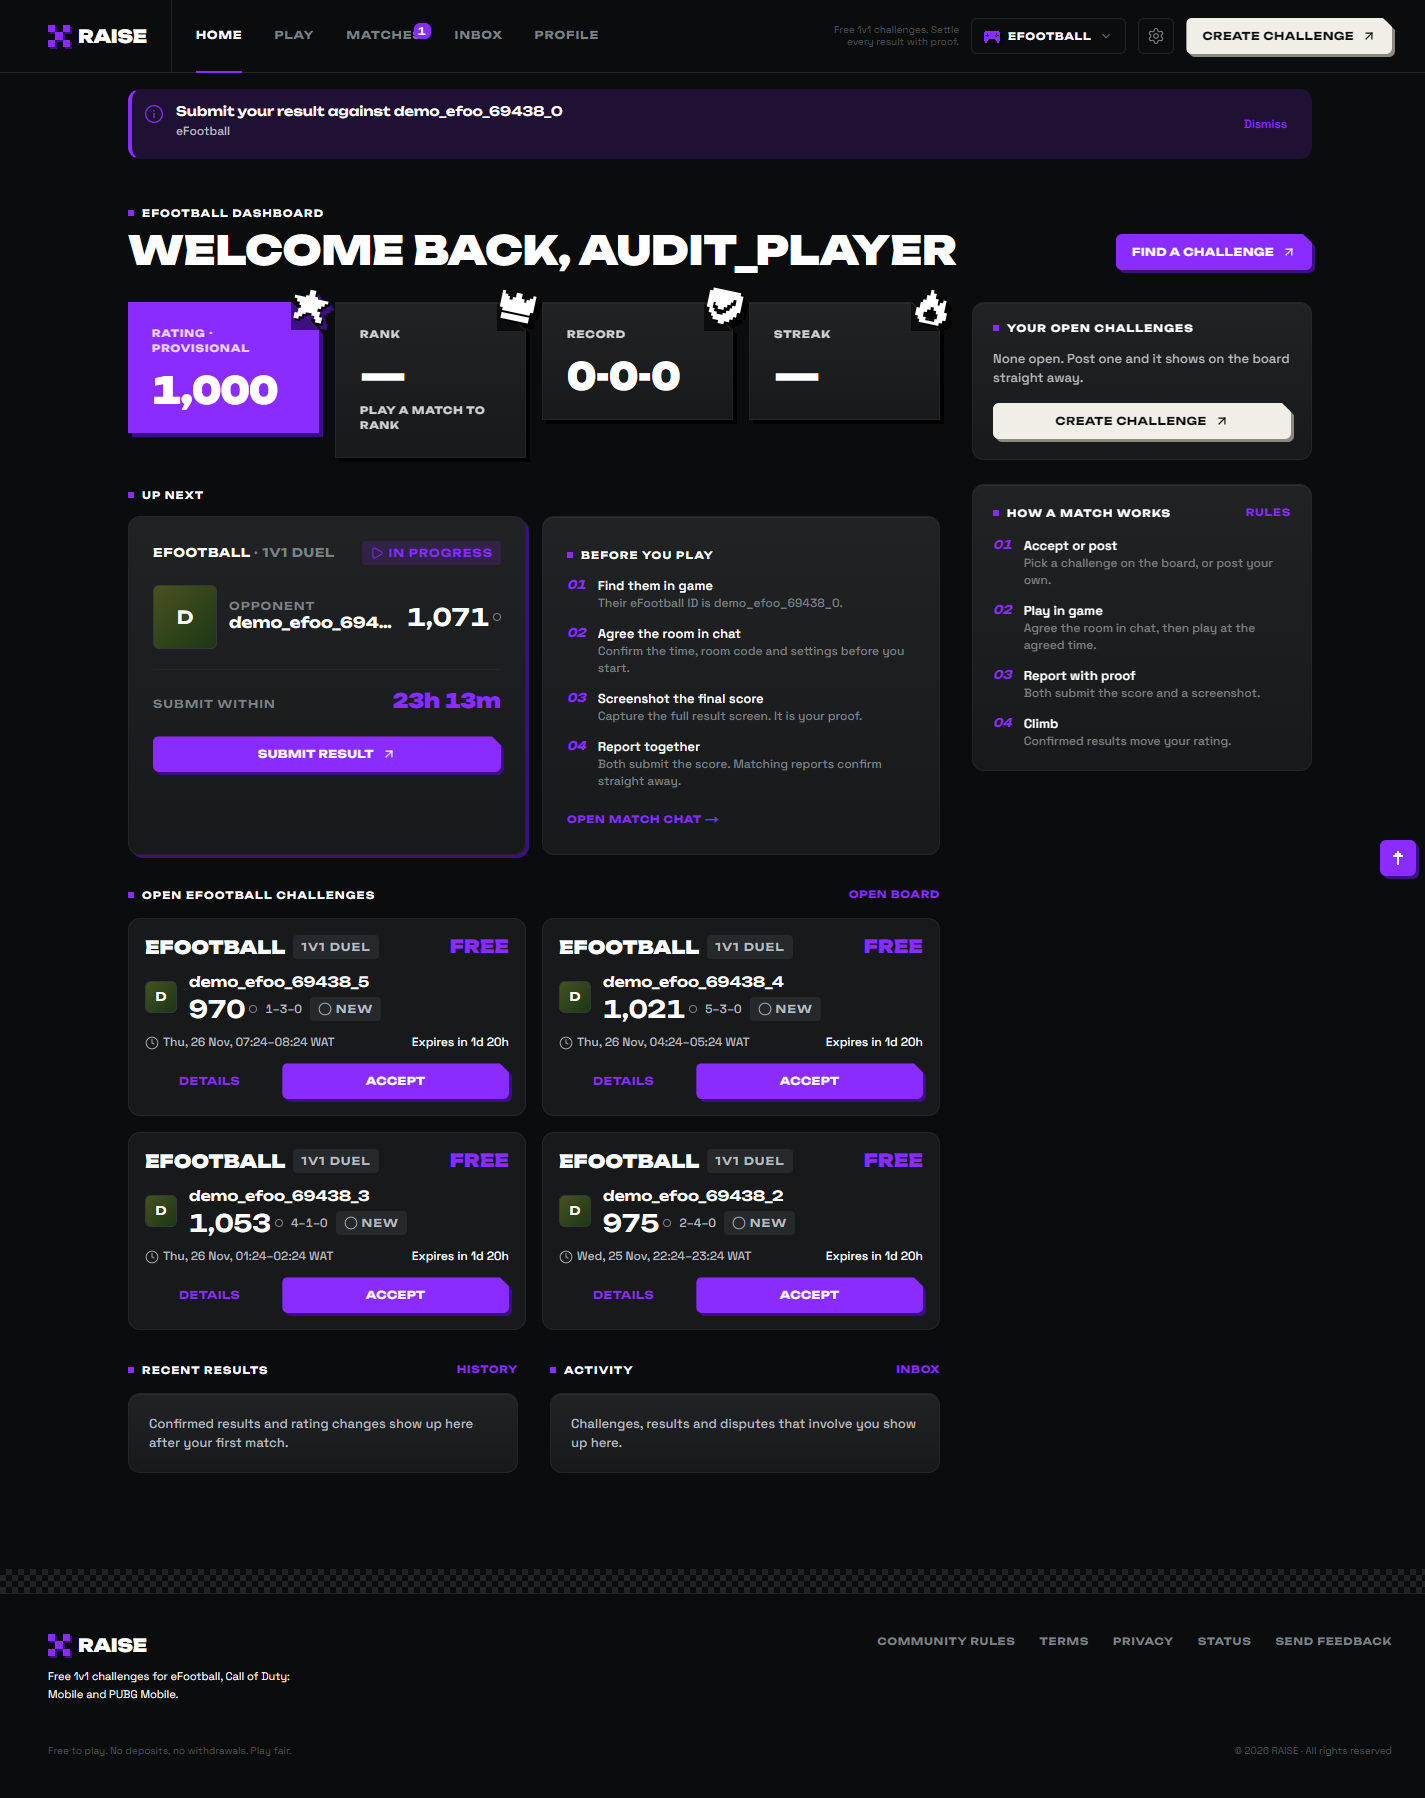 RAISE
HOME
PLAY
MATCHES
1
INBOX
PROFILE
Free 1v1 challenges. Settle
every result with proof.
EFOOTBALL
CREATE CHALLENGE
Submit your result against demo_efoo_69438_0
eFootball
Dismiss
EFOOTBALL DASHBOARD
WELCOME BACK, AUDIT_PLAYER
FIND A CHALLENGE
RATING ·
PROVISIONAL
1,000
RANK
—
PLAY A MATCH TO
RANK
RECORD
0-0-0
STREAK
—
YOUR OPEN CHALLENGES
None open. Post one and it shows on the board
straight away.
CREATE CHALLENGE
UP NEXT
EFOOTBALL · 1V1 DUEL
IN PROGRESS
D
OPPONENT
demo_efoo_694...
1,071
SUBMIT WITHIN
23h 13m
SUBMIT RESULT
BEFORE YOU PLAY
01 Find them in game
Their eFootball ID is demo_efoo_69438_0.
02 Agree the room in chat
Confirm the time, room code and settings before you
start.
03 Screenshot the final score
Capture the full result screen. It is your proof.
04 Report together
Both submit the score. Matching reports confirm
straight away.
OPEN MATCH CHAT →
HOW A MATCH WORKS
RULES
01 Accept or post
Pick a challenge on the board, or post your
own.
02 Play in game
Agree the room in chat, then play at the
agreed time.
03 Report with proof
Both submit the score and a screenshot.
04 Climb
Confirmed results move your rating.
OPEN EFOOTBALL CHALLENGES
OPEN BOARD
EFOOTBALL 1V1 DUEL FREE
D
demo_efoo_69438_5
970 1-3-0 NEW
Thu, 26 Nov, 07:24–08:24 WAT Expires in 1d 20h
DETAILS ACCEPT
EFOOTBALL 1V1 DUEL FREE
D
demo_efoo_69438_4
1,021 5-3-0 NEW
Thu, 26 Nov, 04:24–05:24 WAT Expires in 1d 20h
DETAILS ACCEPT
EFOOTBALL 1V1 DUEL FREE
D
demo_efoo_69438_3
1,053 4-1-0 NEW
Thu, 26 Nov, 01:24–02:24 WAT Expires in 1d 20h
DETAILS ACCEPT
EFOOTBALL 1V1 DUEL FREE
D
demo_efoo_69438_2
975 2-4-0 NEW
Wed, 25 Nov, 22:24–23:24 WAT Expires in 1d 20h
DETAILS ACCEPT
RECENT RESULTS
HISTORY
Confirmed results and rating changes show up here
after your first match.
ACTIVITY
INBOX
Challenges, results and disputes that involve you show
up here.
RAISE
Free 1v1 challenges for eFootball, Call of Duty:
Mobile and PUBG Mobile.
COMMUNITY RULES
TERMS
PRIVACY
STATUS
SEND FEEDBACK
Free to play. No deposits, no withdrawals. Play fair.
© 2026 RAISE · All rights reserved